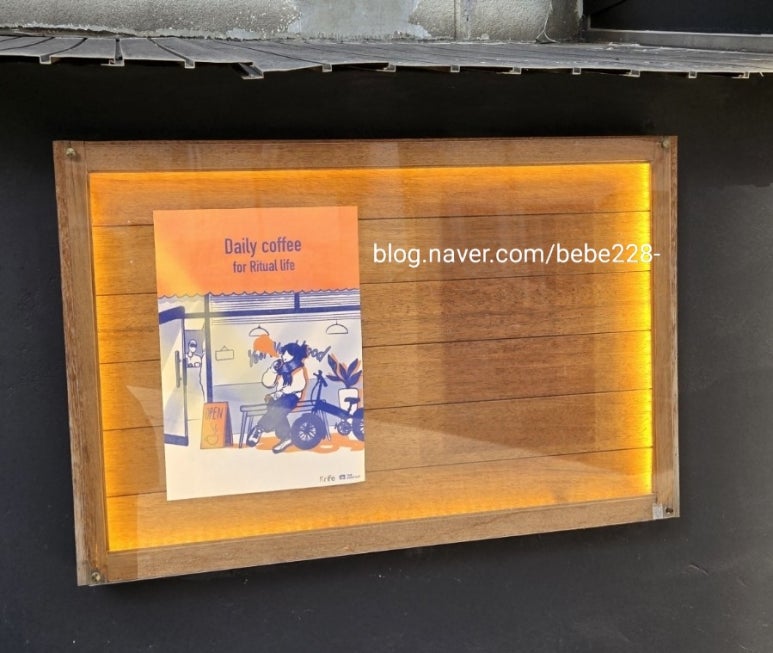 Daily coffee
for Ritual life
blog.naver.com/bebe228-
OPEN